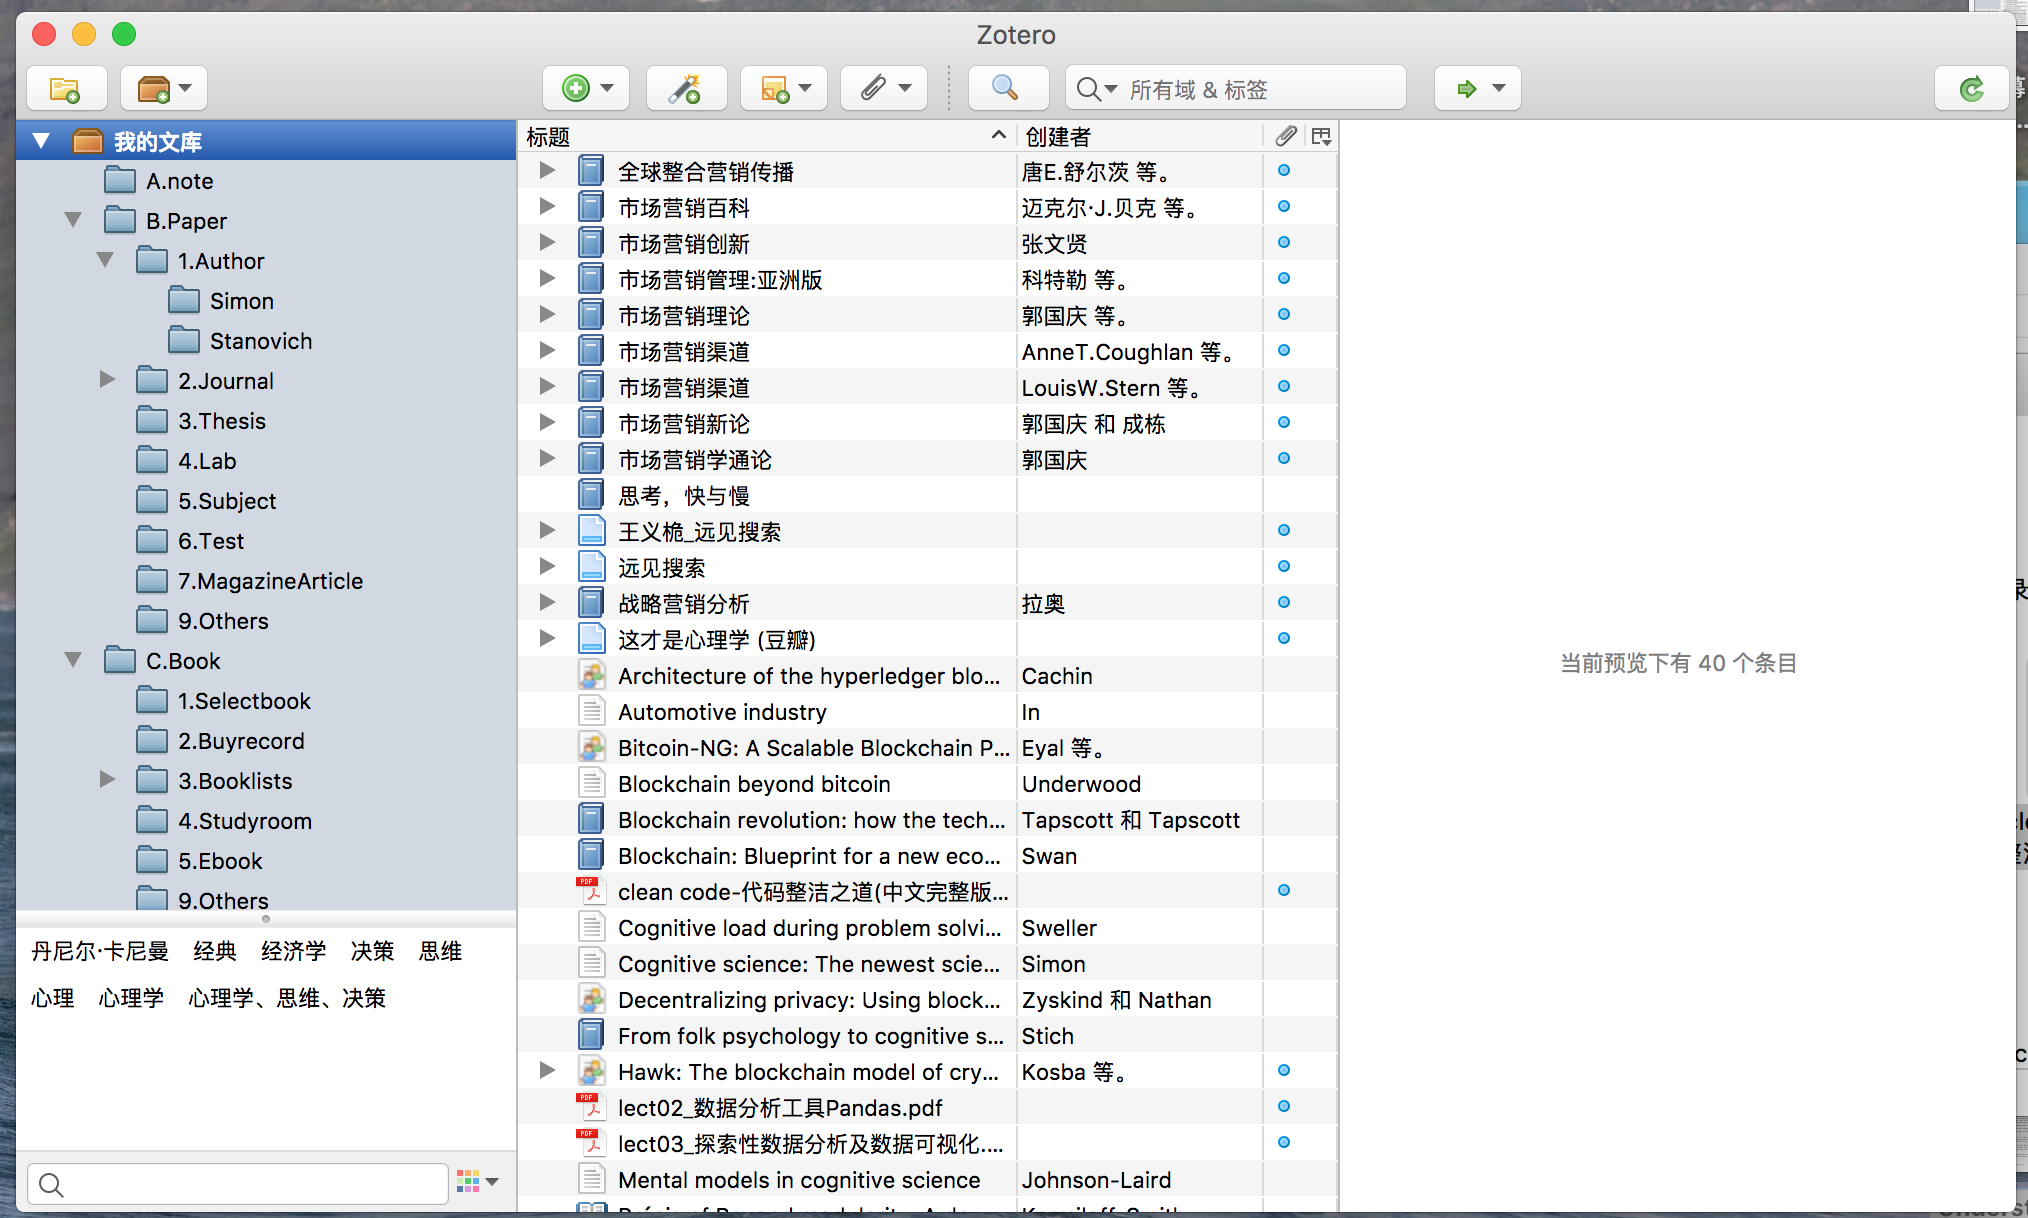 Zotero
所有域 & 标签
我的文库
A.note
B.Paper
1.Author
Simon
Stanovich
2.Journal
3.Thesis
4.Lab
5.Subject
6.Test
7.MagazineArticle
9.Others
C.Book
1.Selectbook
2.Buyrecord
3.Booklists
4.Studyroom
5.Ebook
9.Others
丹尼尔·卡尼曼 经典 经济学 决策 思维
心理 心理学 心理学、思维、决策
标题 创建者
全球整合营销传播 唐E.舒尔茨 等。
市场营销百科 迈克尔·J.贝克 等。
市场营销创新 张文贤
市场营销管理:亚洲版 科特勒 等。
市场营销理论 郭国庆 等。
市场营销渠道 AnneT.Coughlan 等。
市场营销渠道 LouisW.Stern 等。
市场营销新论 郭国庆 和 成栋
市场营销学通论 郭国庆
思考，快与慢
王义桅_远见搜索
远见搜索
战略营销分析 拉奥
这才是心理学 (豆瓣)
Architecture of the hyperledger blo... Cachin
Automotive industry In
Bitcoin-NG: A Scalable Blockchain P... Eyal 等。
Blockchain beyond bitcoin Underwood
Blockchain revolution: how the tech... Tapscott 和 Tapscott
Blockchain: Blueprint for a new eco... Swan
clean code-代码整洁之道(中文完整版...
Cognitive load during problem solvi... Sweller
Cognitive science: The newest scie... Simon
Decentralizing privacy: Using block... Zyskind 和 Nathan
From folk psychology to cognitive s... Stich
Hawk: The blockchain model of cry... Kosba 等。
lect02_数据分析工具Pandas.pdf
lect03_探索性数据分析及数据可视化....
Mental models in cognitive science Johnson-Laird
当前预览下有 40 个条目